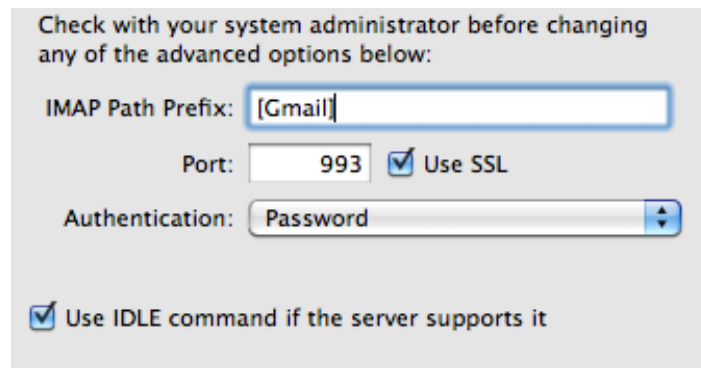 Check with your system administrator before changing
any of the advanced options below:
IMAP Path Prefix: [Gmail]
Port: 993 Use SSL
Authentication: Password
Use IDLE command if the server supports it